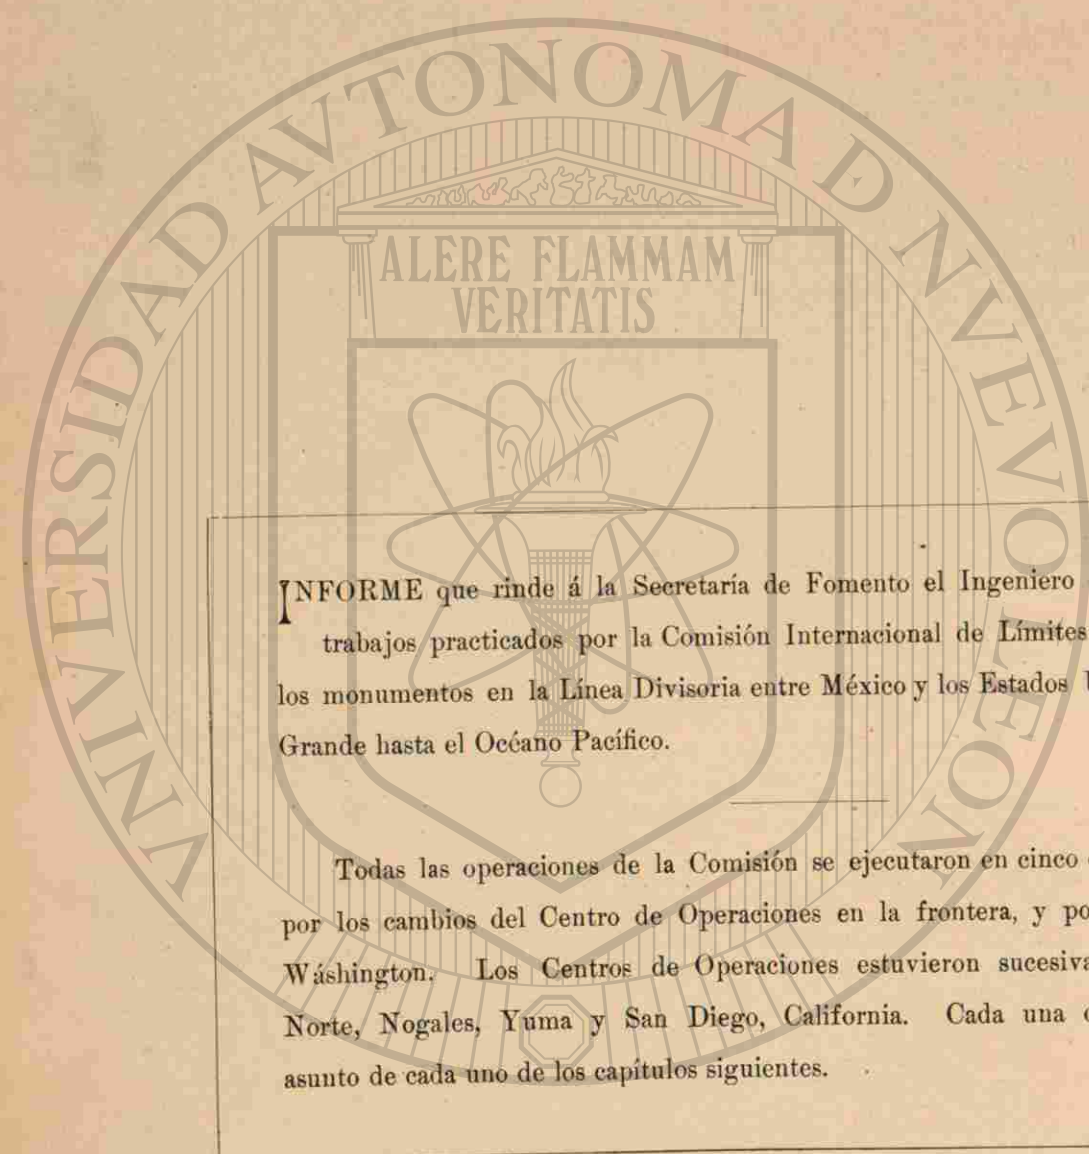 UNIVERSIDAD AUTONOMA D NUEVO LEON
ALERE FLAMMAM
VERITATIS
INFORME que rinde á la Secretaría de Fomento el Ingeniero
trabajos practicados por la Comisión Internacional de Límites
los monumentos en la Línea Divisoria entre México y los Estados
Grande hasta el Océano Pacífico.
Todas las operaciones de la Comisión se ejecutaron en cinco
por los cambios del Centro de Operaciones en la frontera, y
Wáshington. Los Centros de Operaciones estuvieron
Norte, Nogales, Yuma y San Diego, California. Cada una
asunto de cada uno de los capítulos siguientes.